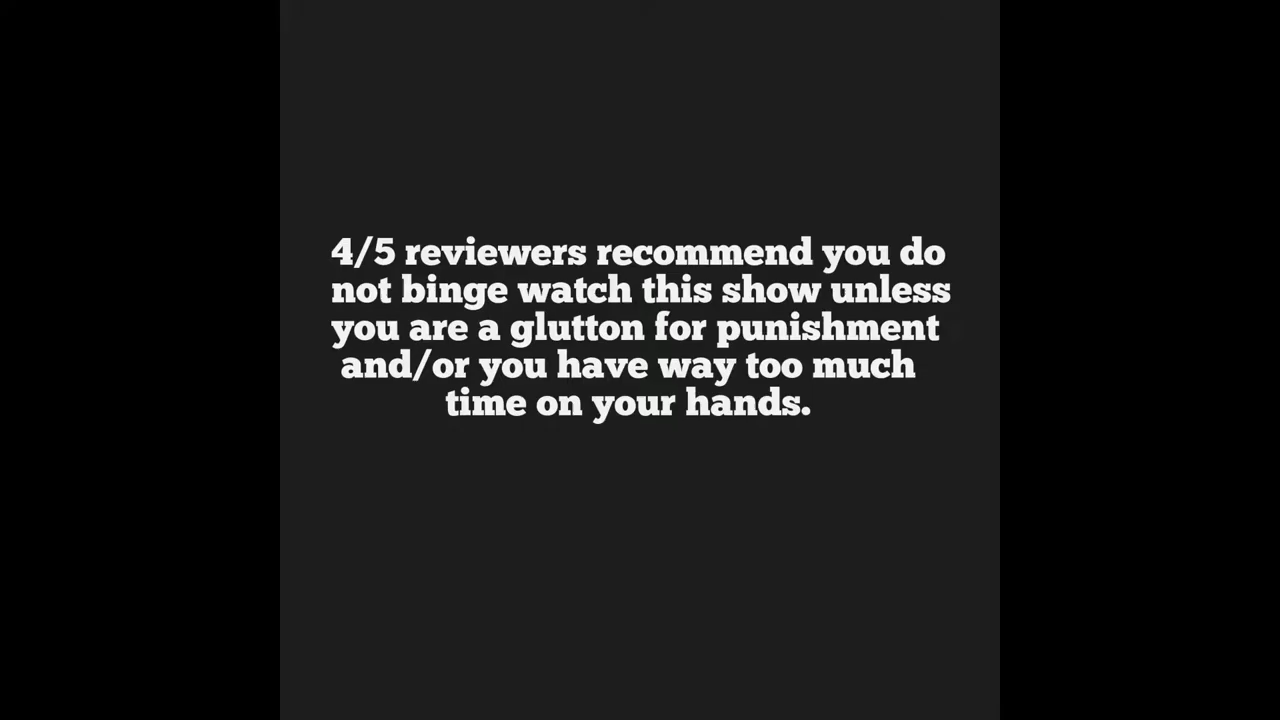 4/5 reviewers recommend you do
not binge watch this show unless
you are a glutton for punishment
and/or you have way too much
time on your hands.